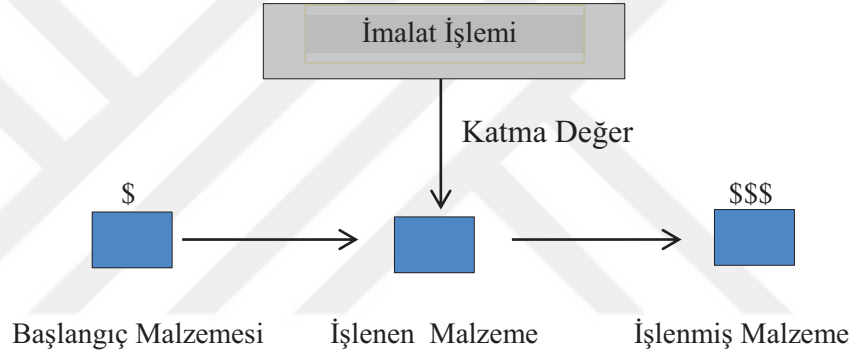 İmalat İşlemi
Katma Değer
$ $$$
Başlangıç Malzemesi İşlenen Malzeme İşlenmiş Malzeme